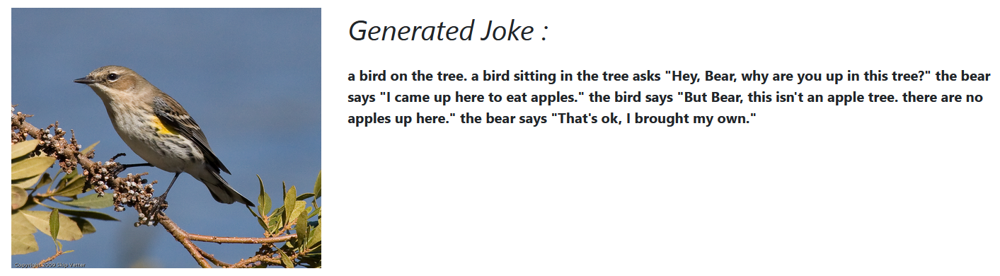 Generated Joke :
a bird on the tree. a bird sitting in the tree asks "Hey, Bear, why are you up in this tree?" the bear
says "I came up here to eat apples." the bird says "But Bear, this isn't an apple tree. there are no
apples up here." the bear says "That's ok, I brought my own."
Copyright 2009 Skip Vetter